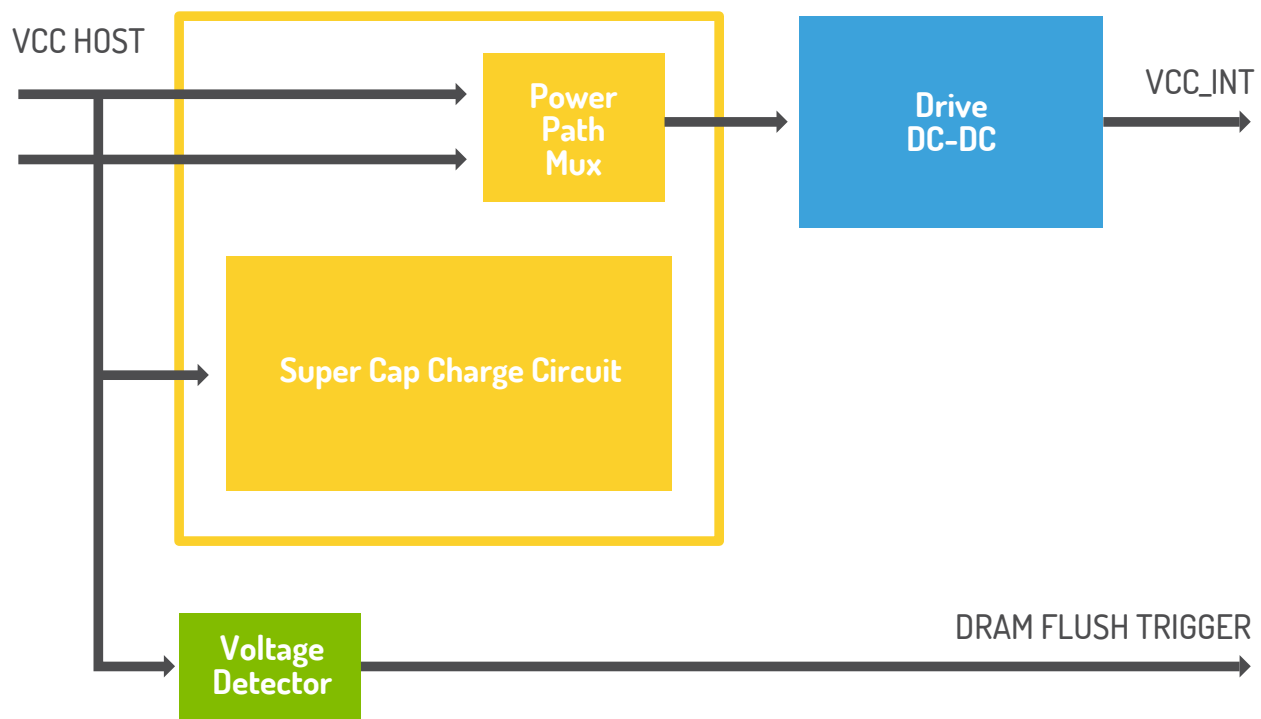 VCC HOST
Power
Path
Mux
Drive
DC-DC
VCC_INT
Super Cap Charge Circuit
Voltage
Detector
DRAM FLUSH TRIGGER